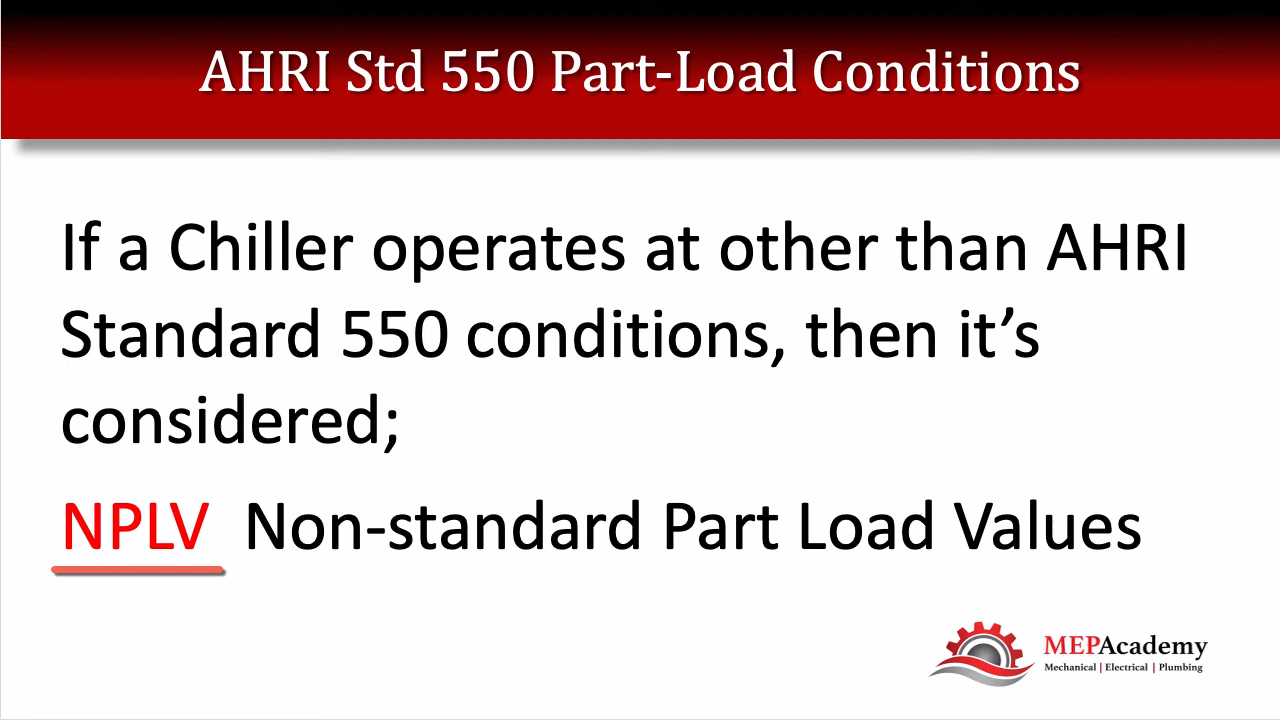 AHRI Std 550 Part-Load Conditions
If a Chiller operates at other than AHRI
Standard 550 conditions, then it’s
considered;
NPLV Non-standard Part Load Values
MEPAcademy
Mechanical | Electrical | Plumbing